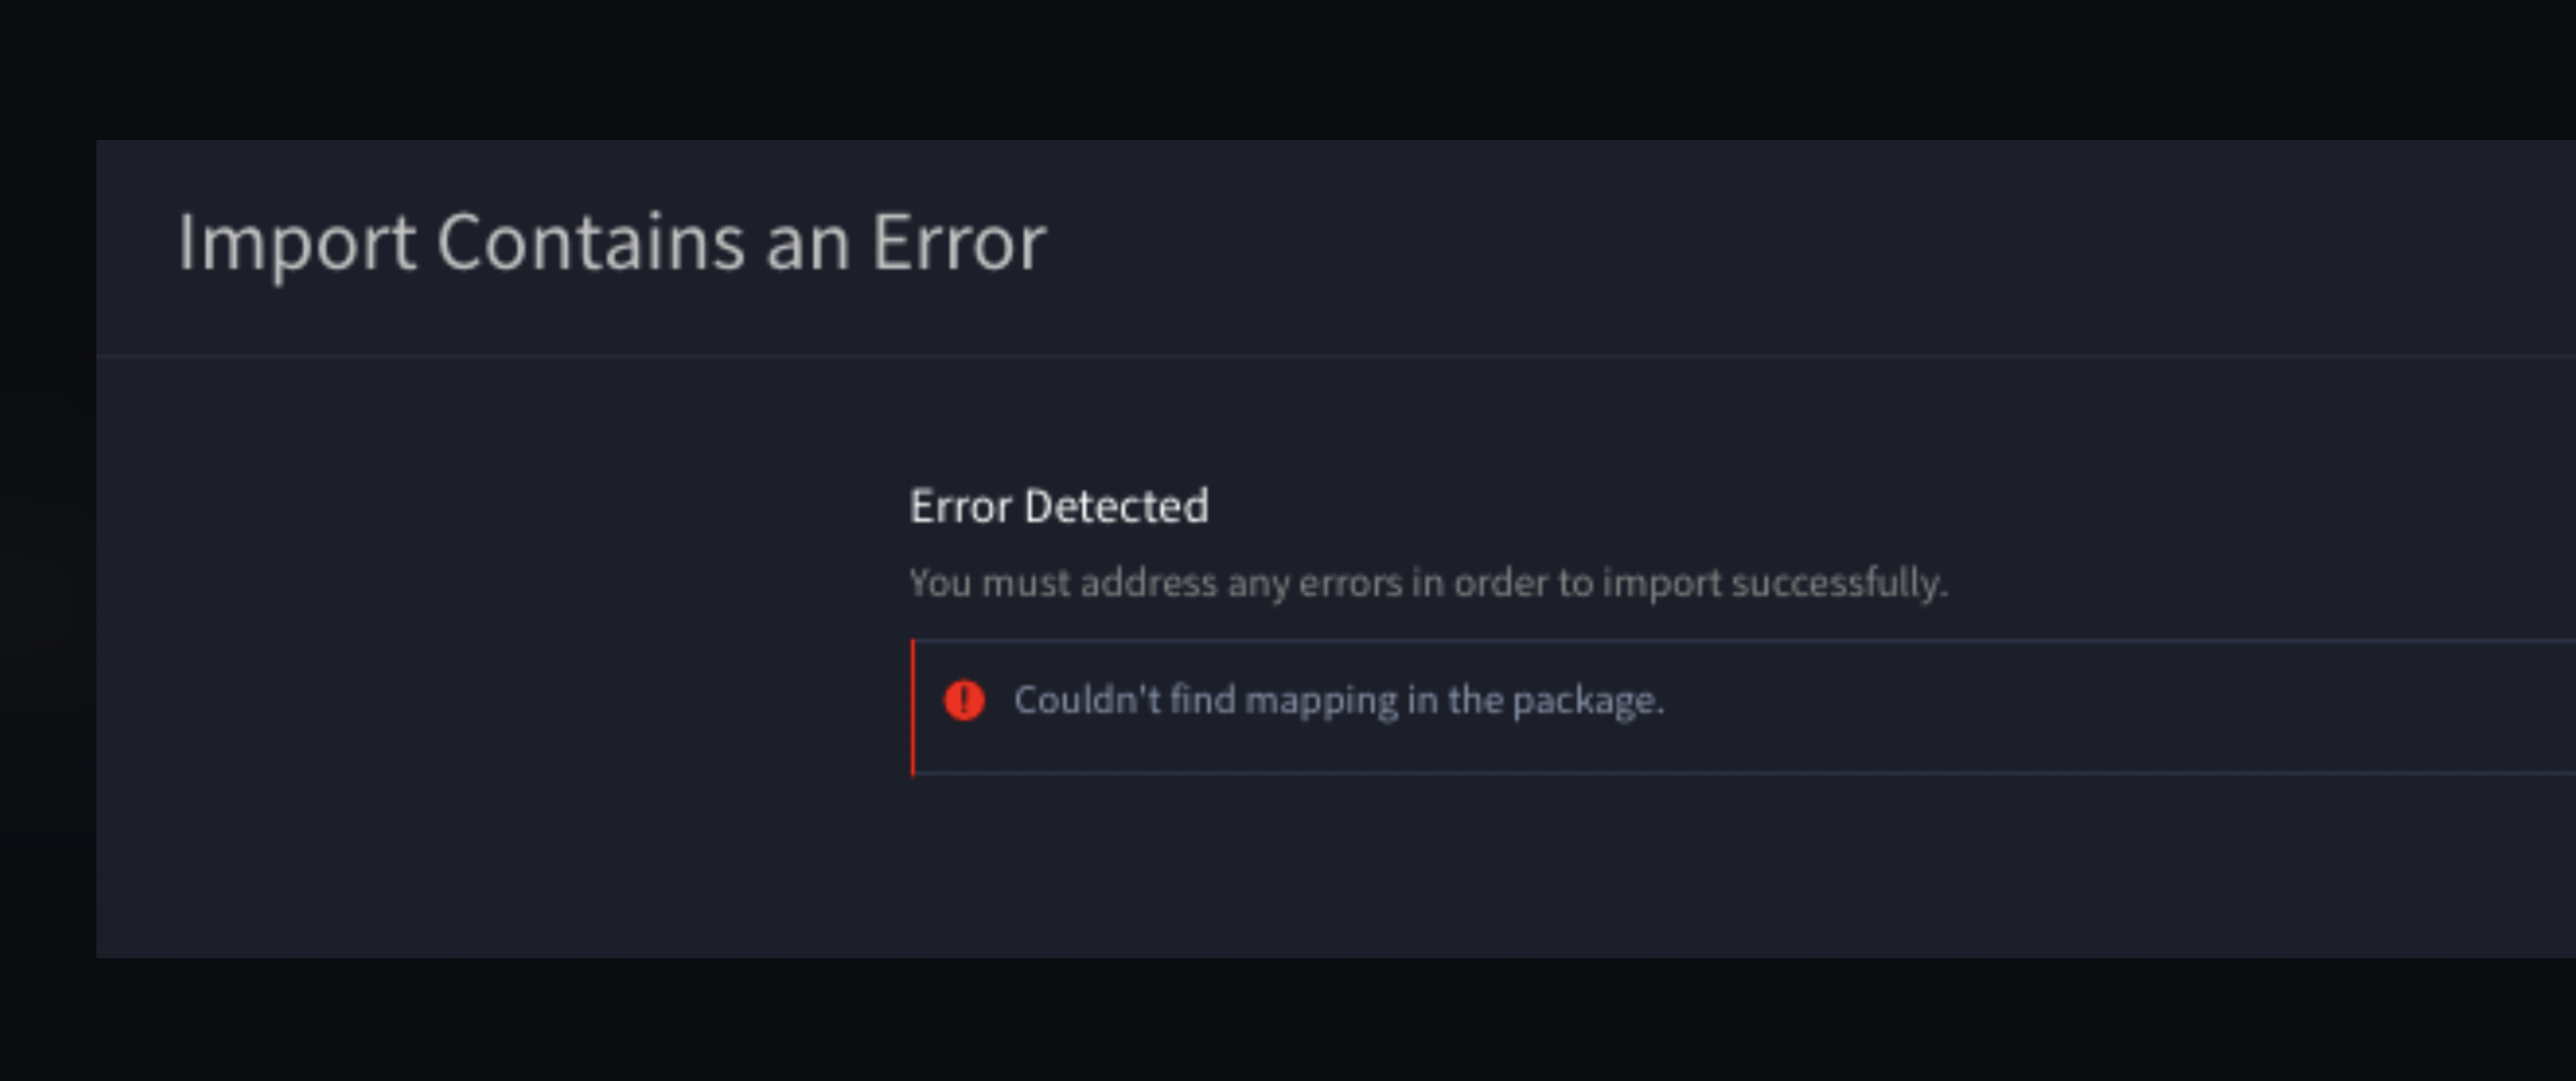 Import Contains an Error
Error Detected
You must address any errors in order to import successfully.
Couldn't find mapping in the package.